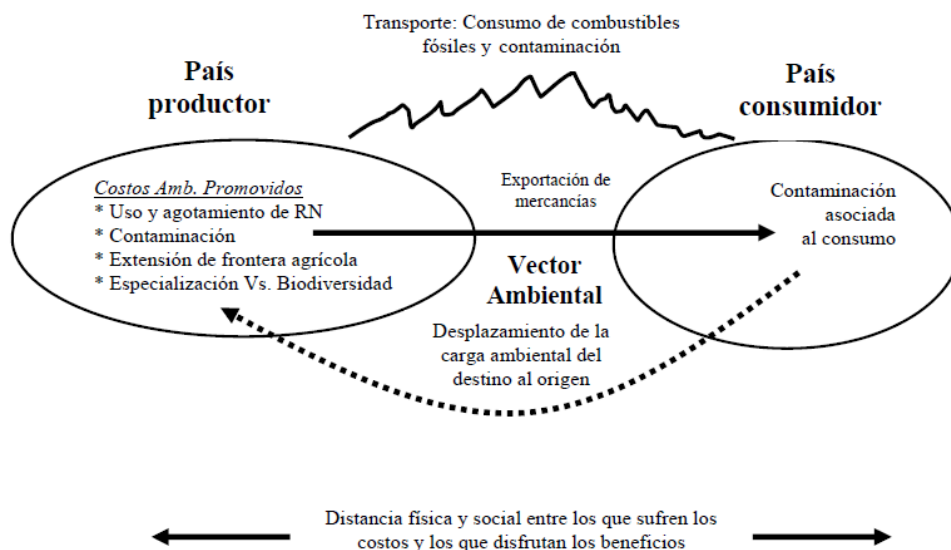 Transporte: Consumo de combustibles
fósiles y contaminación
País
productor
País
consumidor
Costos Amb. Promovidos
* Uso y agotamiento de RN
* Contaminación
* Extensión de frontera agrícola
* Especialización Vs. Biodiversidad
Exportación de
mercancías
Contaminación
asociada
al consumo
Vector
Ambiental
Desplazamiento de la
carga ambiental del
destino al origen
Distancia física y social entre los que sufren los
costos y los que disfrutan los beneficios